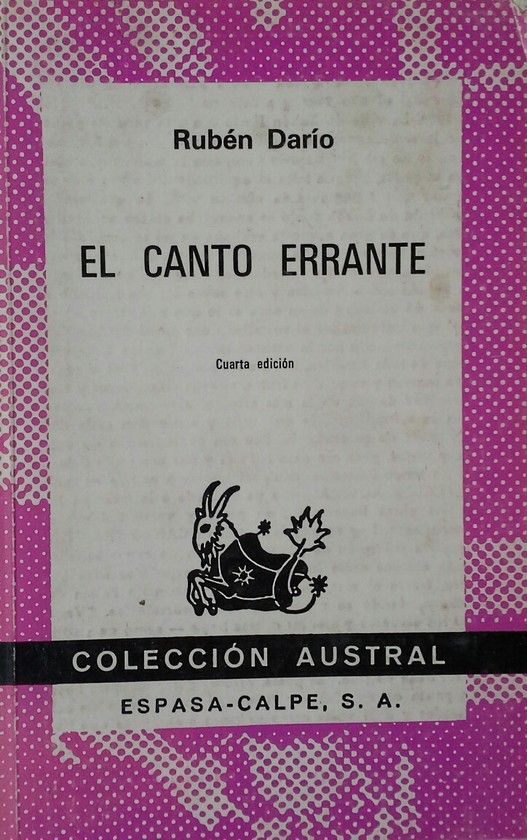 Rubén Darío
EL CANTO ERRANTE
Cuarta edición
COLECCIÓN AUSTRAL
ESPASA-CALPE, S. A.